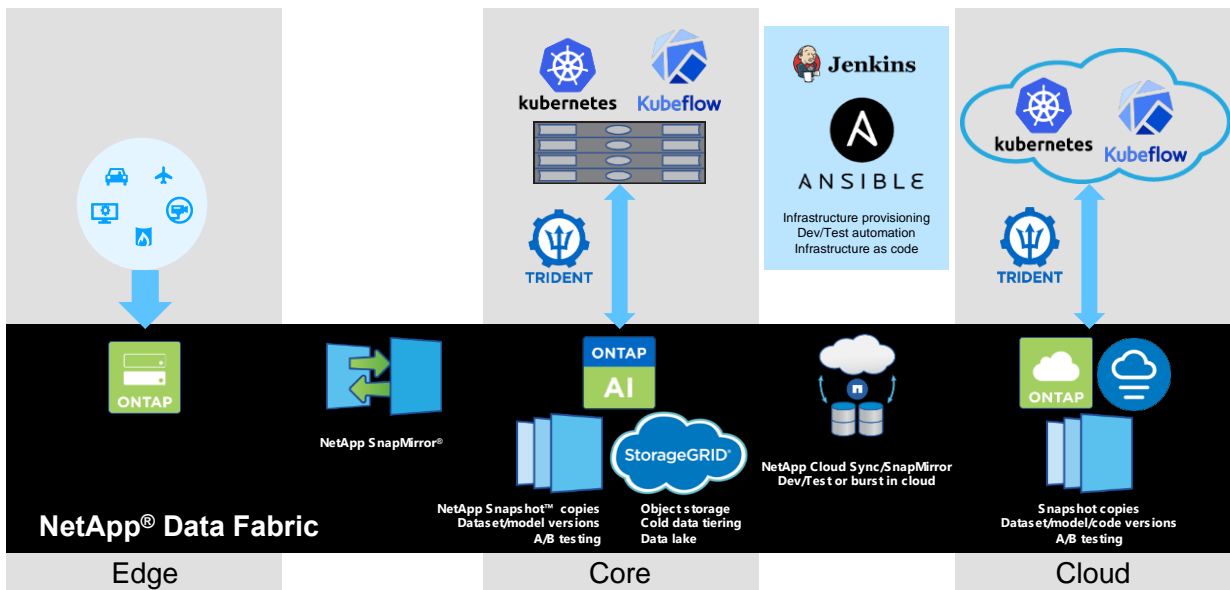 kubernetes
Kubeflow
Jenkins
ANSIBLE
Infrastructure provisioning
Dev/Test automation
Infrastructure as code
kubernetes
Kubeflow
TRIDENT
TRIDENT
ONTAP
NetApp SnapMirror®
ONTAP
AI
StorageGRID®
NetApp Snapshot™ copies
Dataset/model versions
A/B testing
Object storage
Cold data tiering
Data lake
n
NetApp Cloud Sync/SnapMirror
Dev/Test or burst in cloud
ONTAP
Snapshot copies
Dataset/model/code versions
A/B testing
NetApp® Data Fabric
Edge
Core
Cloud